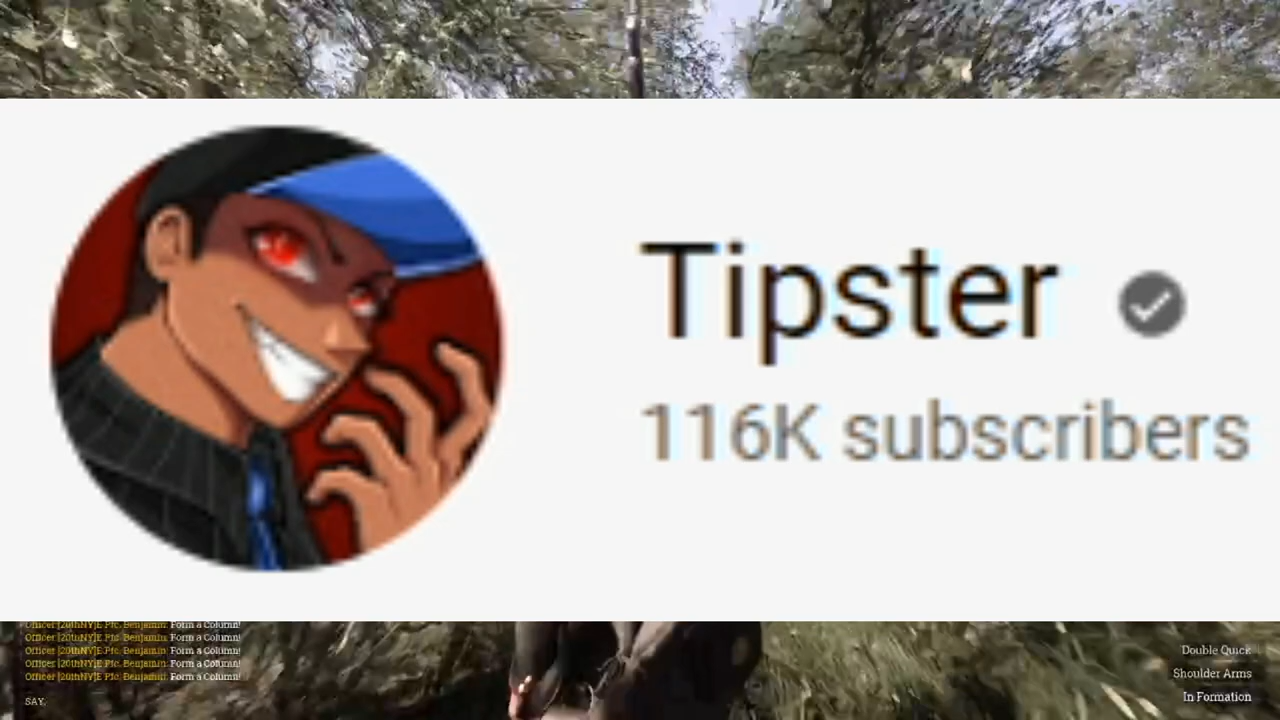 Tipster
116K subscribers
Officer [20thNY]E Pfc. Benjamin: Form a Column!
Officer [20thNY]E Pfc. Benjamin: Form a Column!
Officer [20thNY]E Pfc. Benjamin: Form a Column!
Officer [20thNY]E Pfc. Benjamin: Form a Column!
Officer [20thNY]E Pfc. Benjamin: Form a Column!
SAY:
Double Quick
Shoulder Arms
In Formation